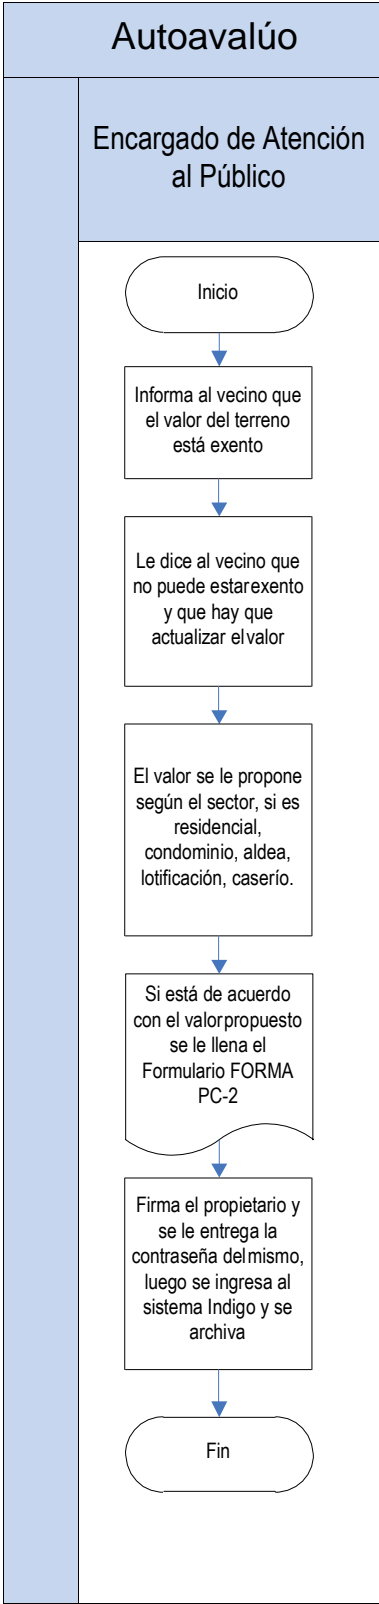 Autoavalúo
Encargado de Atención
al Público
Inicio
Informa al vecino que
el valor del terreno
está exento
Le dice al vecino que
no puede estarexento
y que hay que
actualizar elvalor
El valor se le propone
según el sector, si es
residencial,
condominio, aldea,
lotificación, caserío.
Si está de acuerdo
con el valorpropuesto
se le llena el
Formulario FORMA
PC-2
Firma el propietario y
se le entrega la
contraseña delmismo,
luego se ingresa al
sistema Indigo y se
archiva
Fin